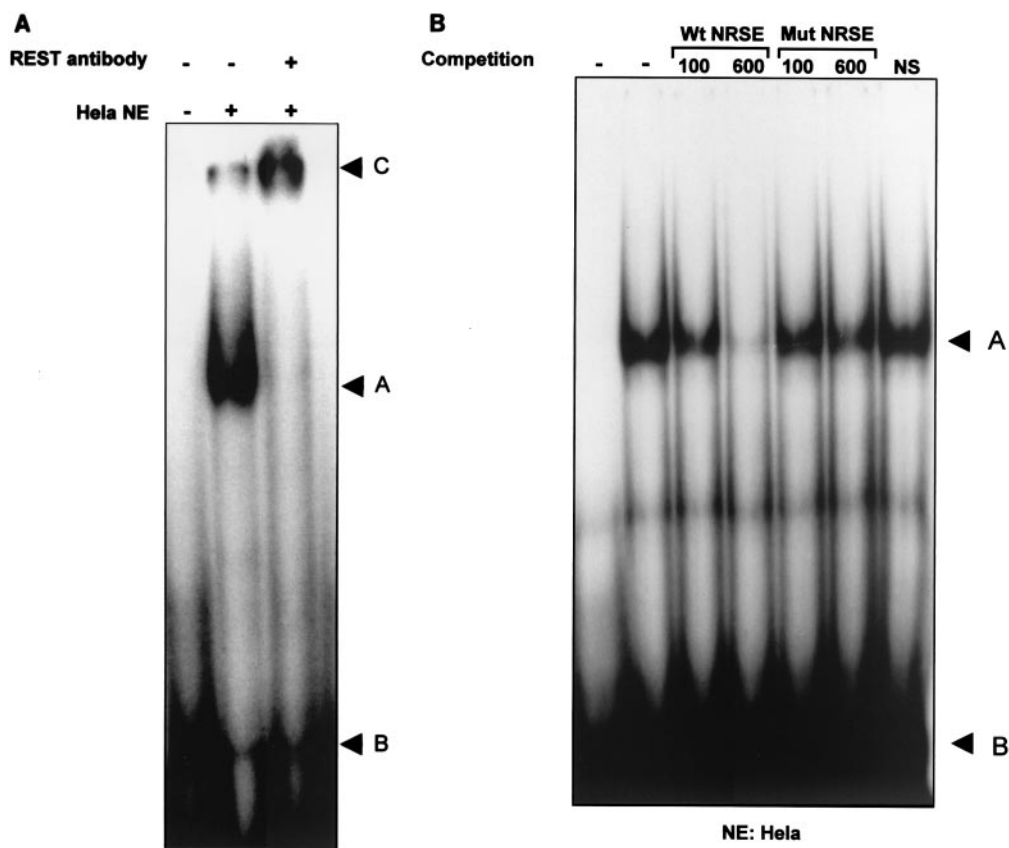 A
REST antibody - - +
Hela NE - + +
C
A
B
B
Wt NRSE Mut NRSE
Competition - - 100 600 100 600 NS
A
B
NE: Hela